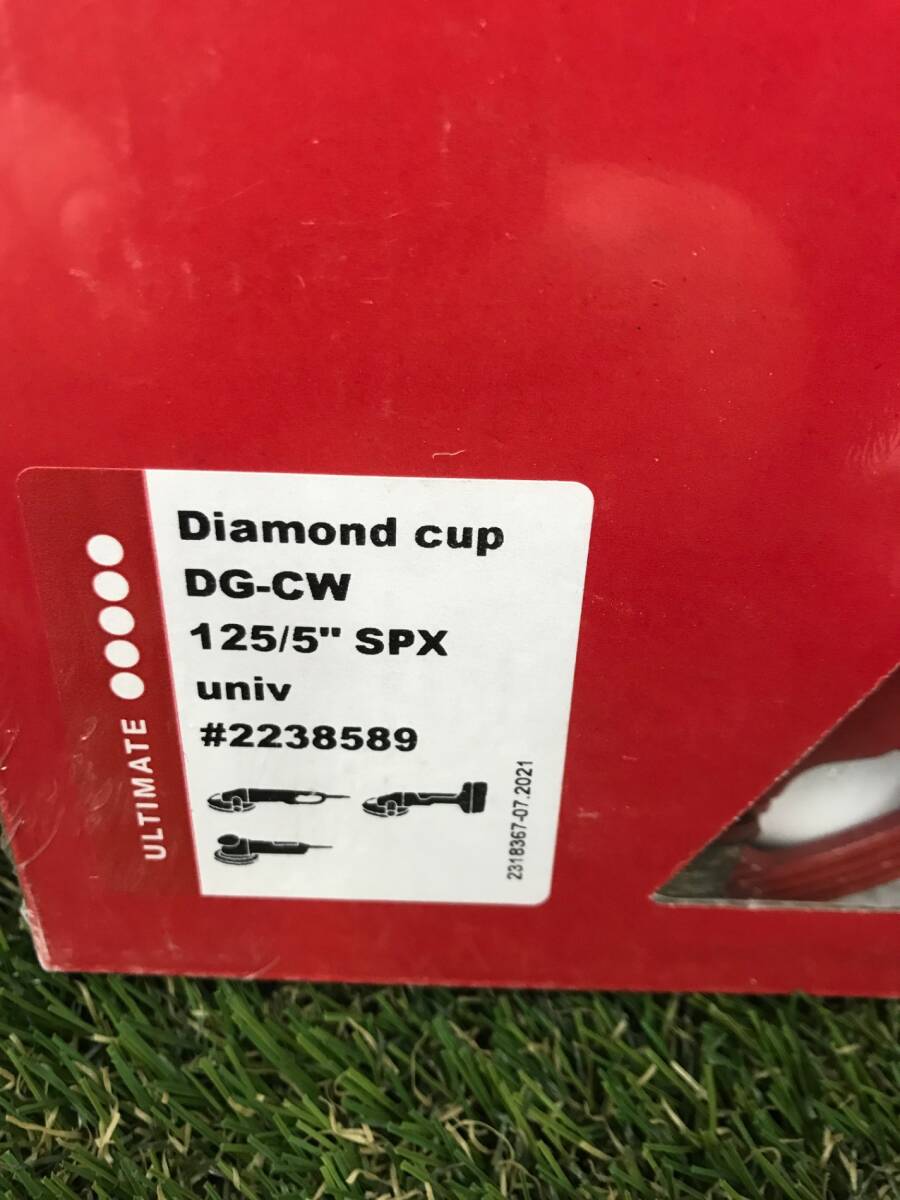 Diamond cup
DG-CW
125/5" SPX
univ
#2238589
ULTIMATE
2318367-07.2021